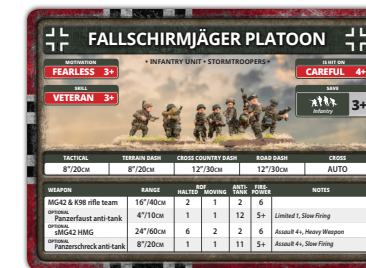 FALLSCHIRMJÄGER PLATOON
MOTIVATION
FEARLESS 3+
• INFANTRY UNIT • STORMTROOPERS •
IS HIT ON
CAREFUL 4+
SKILL
VETERAN 3+
SAVE
Infantry 3+
TACTICAL TERRAIN DASH CROSS COUNTRY DASH ROAD DASH CROSS
8"/20CM 8"/20CM 12"/30CM 12"/30CM AUTO
WEAPON RANGE ROF HALTED MOVING ANTI-TANK FIRE-POWER NOTES
MG42 & K98 rifle team 16"/40CM 2 1 2 6
OPTIONAL
Panzerfaust anti-tank 4"/10CM 1 1 12 5+ Limited 1, Slow Firing
OPTIONAL
sMG42 HMG 24"/60CM 6 2 2 6 Assault 4+, Heavy Weapon
OPTIONAL
Panzerschreck anti-tank 8"/20CM 1 1 11 5+ Assault 4+, Slow Firing